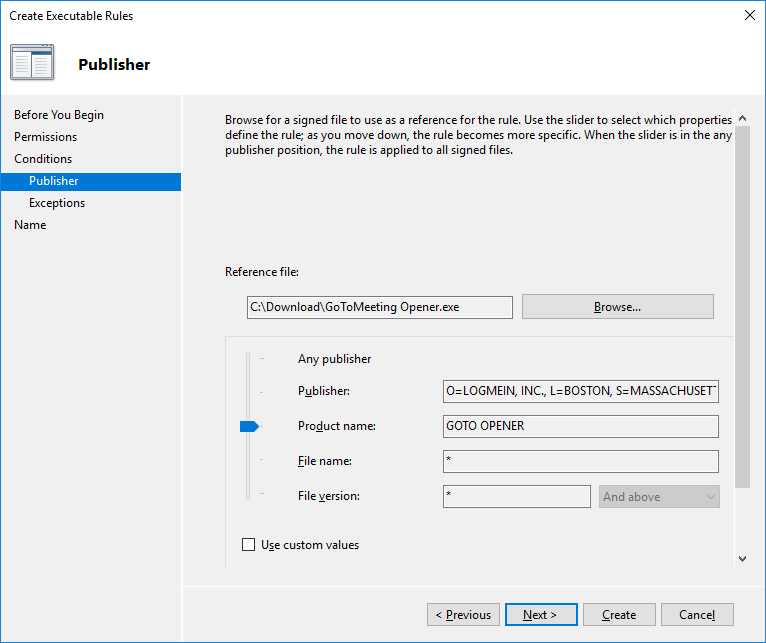 Create Executable Rules
Publisher
Before You Begin
Permissions
Conditions
Publisher
Exceptions
Name
Browse for a signed file to use as a reference for the rule. Use the slider to select which properties
define the rule; as you move down, the rule becomes more specific. When the slider is in the any
publisher position, the rule is applied to all signed files.
Reference file:
C:\Download\GoToMeeting Opener.exe
Browse...
Any publisher
Publisher:
O=LOGMEIN, INC., L=BOSTON, S=MASSACHUSETT
Product name:
GOTO OPENER
File name:
*
File version:
*
And above
Use custom values
< Previous
Next >
Create
Cancel